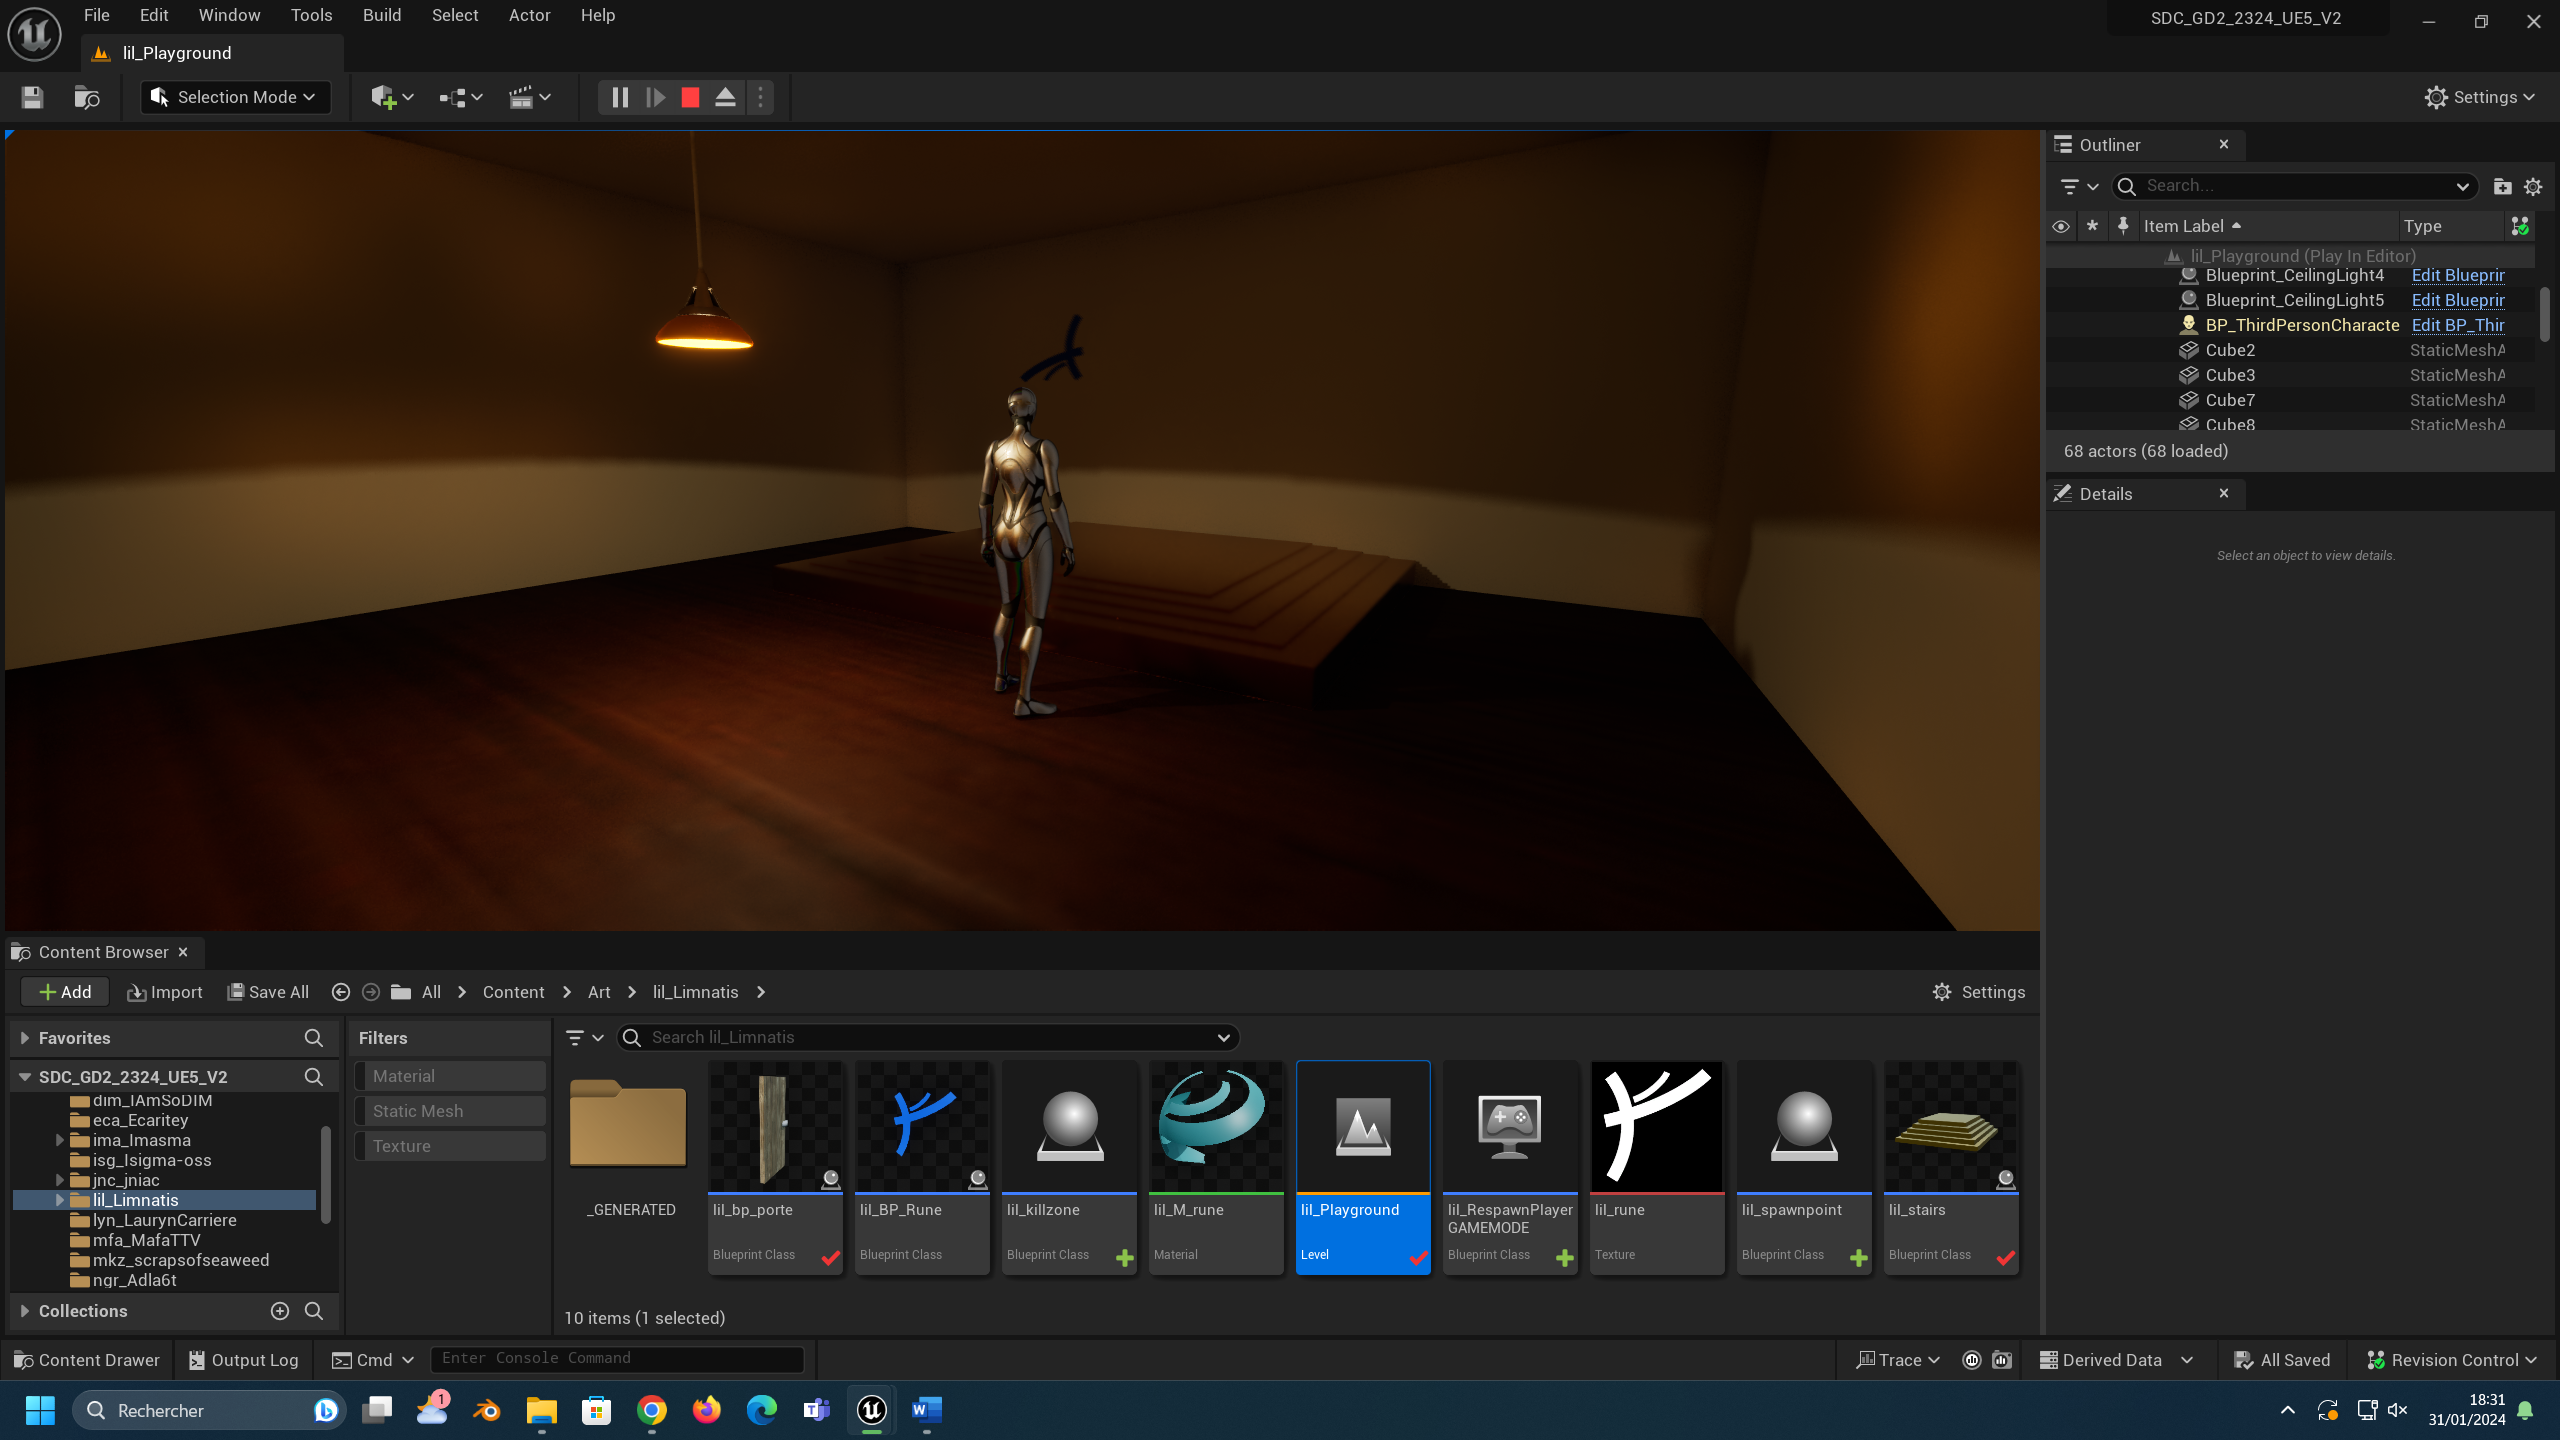 File Edit Window Tools Build Select Actor Help
SDC_GD2_2324_UE5_V2
lil_Playground
Selection Mode
Settings
Outliner
Search...
Item Label
Type
lil_Playground (Play In Editor)
Blueprint_CeilingLight4 Edit Blueprin
Blueprint_CeilingLight5 Edit Blueprin
BP_ThirdPersonCharacte Edit BP_Thir
Cube2 StaticMeshA
Cube3 StaticMeshA
Cube7 StaticMeshA
Cube8 StaticMeshA
68 actors (68 loaded)
Details
Select an object to view details.
Content Browser
Add Import Save All All Content Art lil_Limnatis
Settings
Favorites
Filters
Search lil_Limnatis
SDC_GD2_2324_UE5_V2
Material
Static Mesh
Texture
dim_IAmSoDIM
eca_Ecaritey
ima_Imasma
isg_Isigma-oss
jnc_jniac
lil_Limnatis
lyn_LaurynCarriere
mfa_MafaTTV
mkz_scrapsofseaweed
ngr_Adla6t
Collections
_GENERATED
lil_bp_porte
Blueprint Class
lil_BP_Rune
Blueprint Class
lil_killzone
Blueprint Class
lil_M_rune
Material
lil_Playground
Level
lil_RespawnPlayer
GAMEMODE
Blueprint Class
lil_rune
Texture
lil_spawnpoint
Blueprint Class
lil_stairs
Blueprint Class
10 items (1 selected)
Content Drawer Output Log Cmd Enter Console Command
Trace Derived Data All Saved Revision Control
Rechercher
1
18:31
31/01/2024